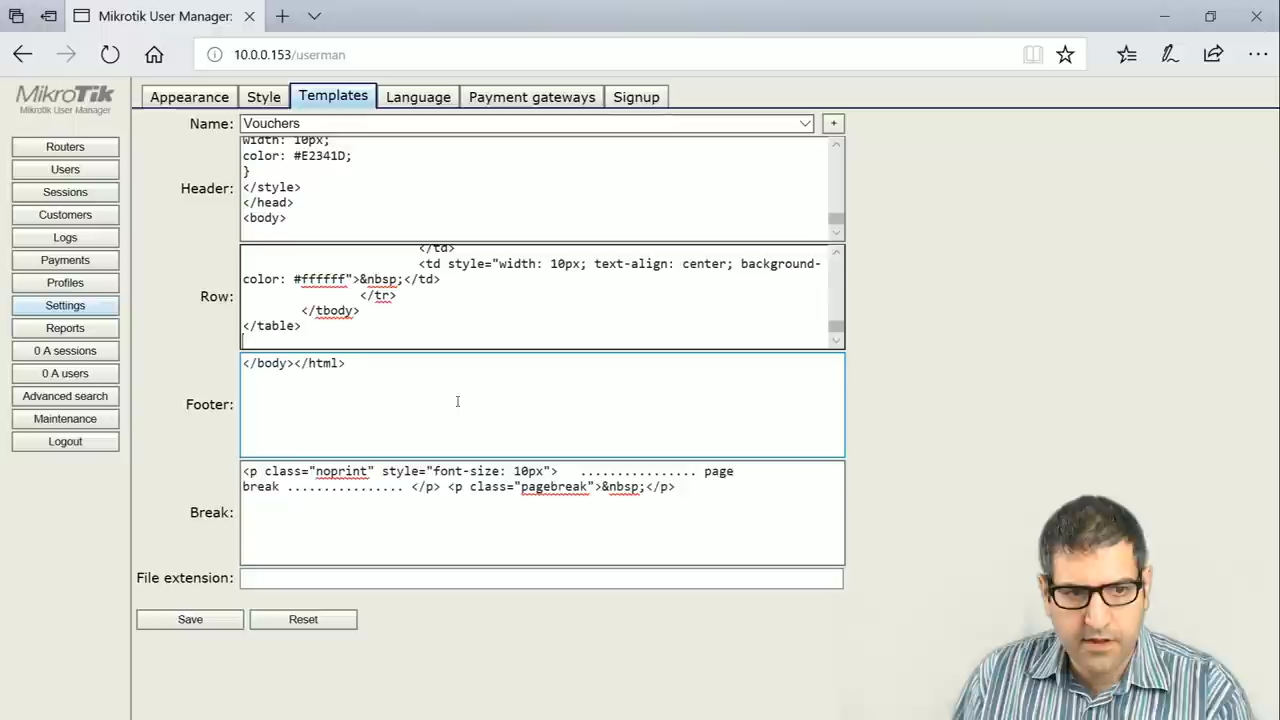 Mikrotik User Manager:
10.0.0.153/userman
MikroTik
Mikrotik User Manager
Appearance
Style
Templates
Language
Payment gateways
Signup
Routers
Users
Sessions
Customers
Logs
Payments
Profiles
Settings
Reports
0 A sessions
0 A users
Advanced search
Maintenance
Logout
Name:
Vouchers
+
Header:
width: 10px;
color: #E2341D;
}
</style>
</head>
<body>
Row:
</td>
<td style="width: 10px; text-align: center; background-
color: #ffffff">&nbsp;</td>
</tr>
</tbody>
</table>
Footer:
</body></html>
Break:
<p class="noprint" style="font-size: 10px">   ............... page
break ............... </p> <p class="pagebreak">&nbsp;</p>
File extension:
Save
Reset